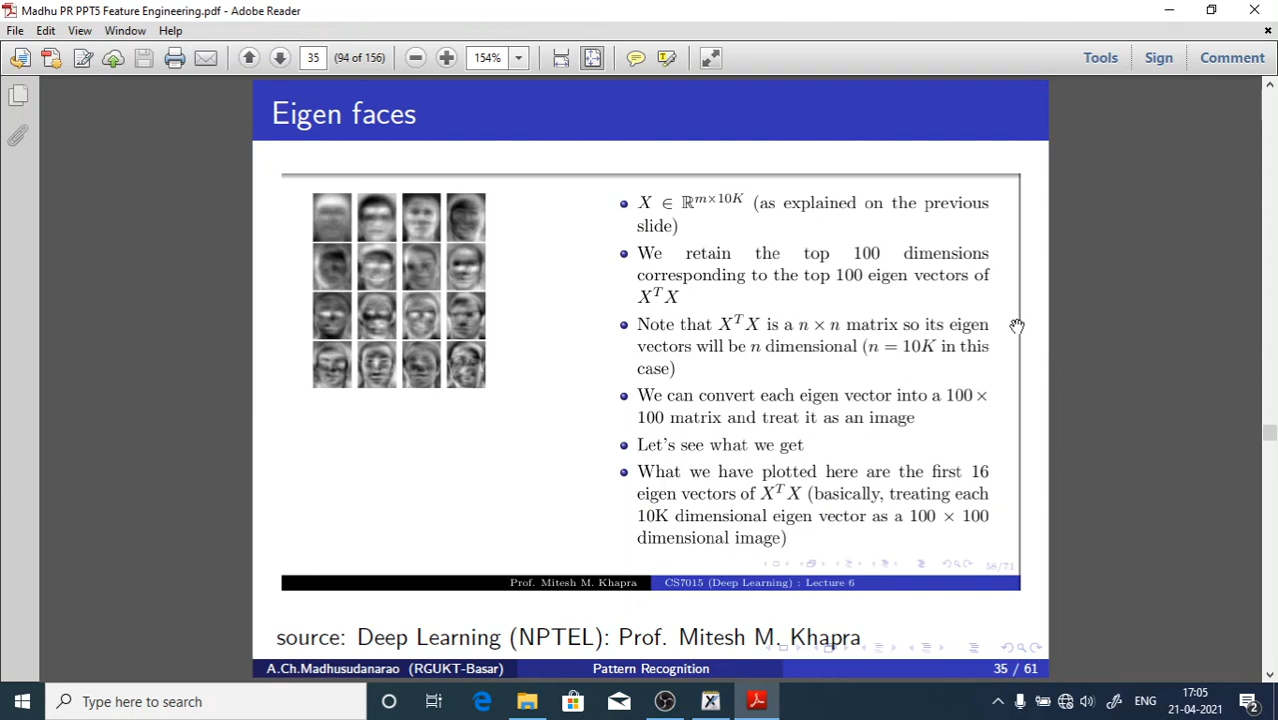 Madhu PR PPT5 Feature Engineering.pdf - Adobe Reader
File Edit View Window Help
35 (94 of 156) 154% Tools Sign Comment
Eigen faces
X ∈ ℝ^{m×10K} (as explained on the previous
slide)
We retain the top 100 dimensions
corresponding to the top 100 eigen vectors of
X^T X
Note that X^T X is a n × n matrix so its eigen
vectors will be n dimensional (n = 10K in this
case)
We can convert each eigen vector into a 100×
100 matrix and treat it as an image
Let's see what we get
What we have plotted here are the first 16
eigen vectors of X^T X (basically, treating each
10K dimensional eigen vector as a 100 × 100
dimensional image)
58/71
Prof. Mitesh M. Khapra CS7015 (Deep Learning) : Lecture 6
source: Deep Learning (NPTEL): Prof. Mitesh M. Khapra
A.Ch.Madhusudanarao (RGUKT-Basar) Pattern Recognition 35 / 61
Type here to search
ENG 17:05
21-04-2021
2